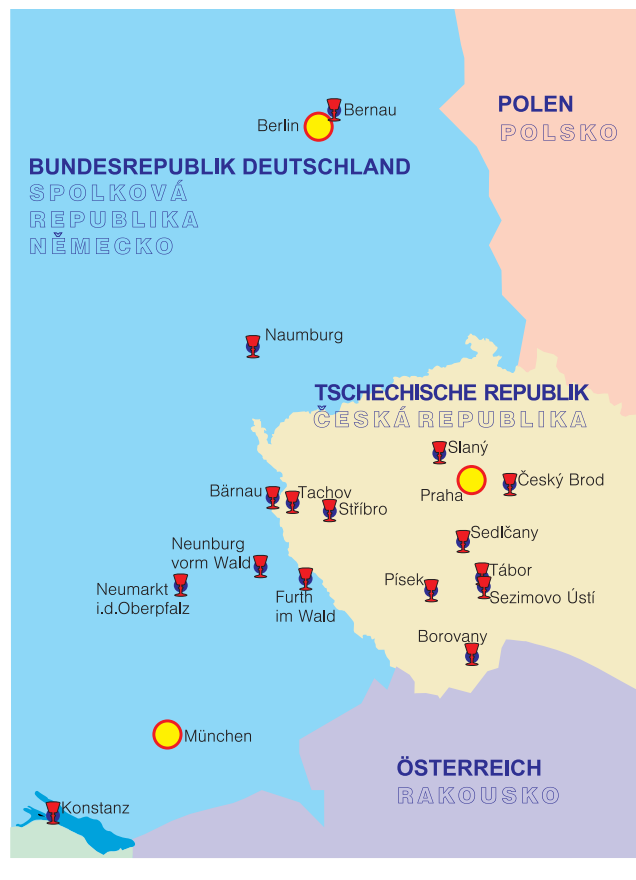 POLEN
POLSKO
Bernau
Berlin
BUNDESREPUBLIK DEUTSCHLAND
SPOLKOVÁ
REPUBLIKA
NĚMECKO
Naumburg
TSCHECHISCHE REPUBLIK
ČESKÁ REPUBLIKA
Slaný
Český Brod
Praha
Bärnau
Tachov
Stříbro
Sedlčany
Neunburg
vorm Wald
Tábor
Písek
Sezimovo Ústí
Neumarkt
i.d.Oberpfalz
Furth
im Wald
Borovany
München
ÖSTERREICH
RAKOUSKO
Konstanz